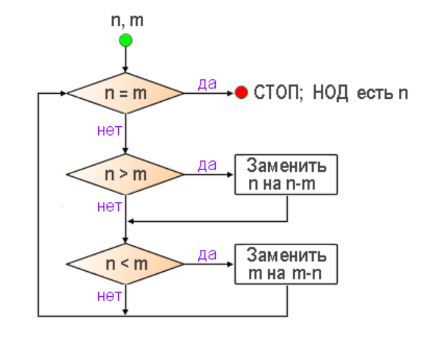 n, m
n = m
да
СТОП; НОД есть n
нет
n > m
да
Заменить
n на n-m
нет
n < m
да
Заменить
m на m-n
нет